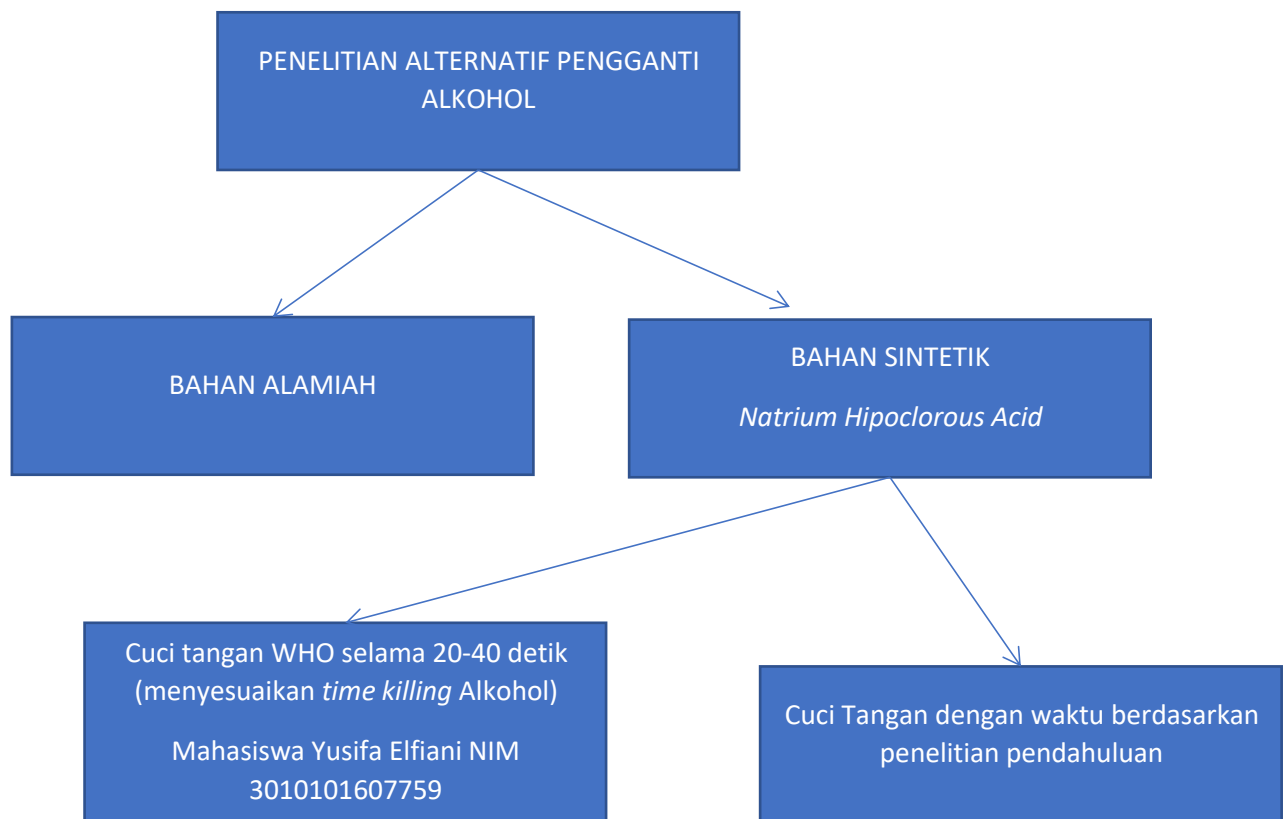 PENELITIAN ALTERNATIF PENGGANTI
ALKOHOL
BAHAN ALAMIAH
BAHAN SINTETIK
Natrium Hipoclorous Acid
Cuci tangan WHO selama 20-40 detik
(menyesuaikan time killing Alkohol)
Mahasiswa Yusifa Elfiani NIM
3010101607759
Cuci Tangan dengan waktu berdasarkan
penelitian pendahuluan